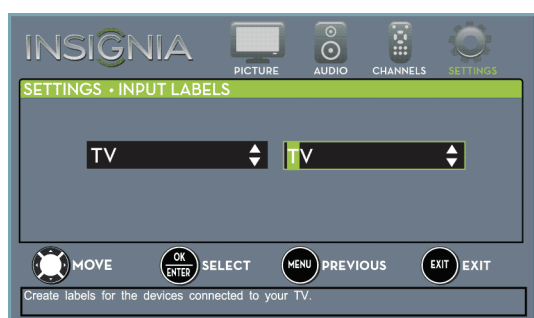 INSIGNIA
PICTURE AUDIO CHANNELS SETTINGS
SETTINGS • INPUT LABELS
TV TV
MOVE OK ENTER SELECT MENU PREVIOUS EXIT EXIT
Create labels for the devices connected to your TV.